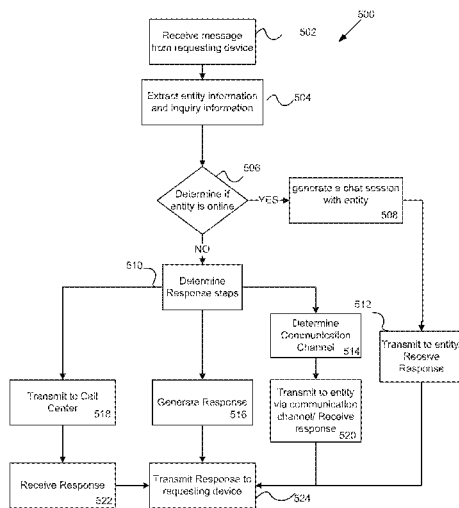 500
Receive message
from requesting device
502
Extract entity information
and inquiry information
504
506
Determine if
entity is online
YES
generate a chat session
with entity
508
NO
510
Determine
Response steps
512
Determine
Communication
Channel
514
Transmit to entity/
Receive
Response
Transmit to Call
Center
518
Generate Response
516
Transmit to entity
via communication
channel/ Receive
response
520
Receive Response
522
Transmit Response to
requesting device
524